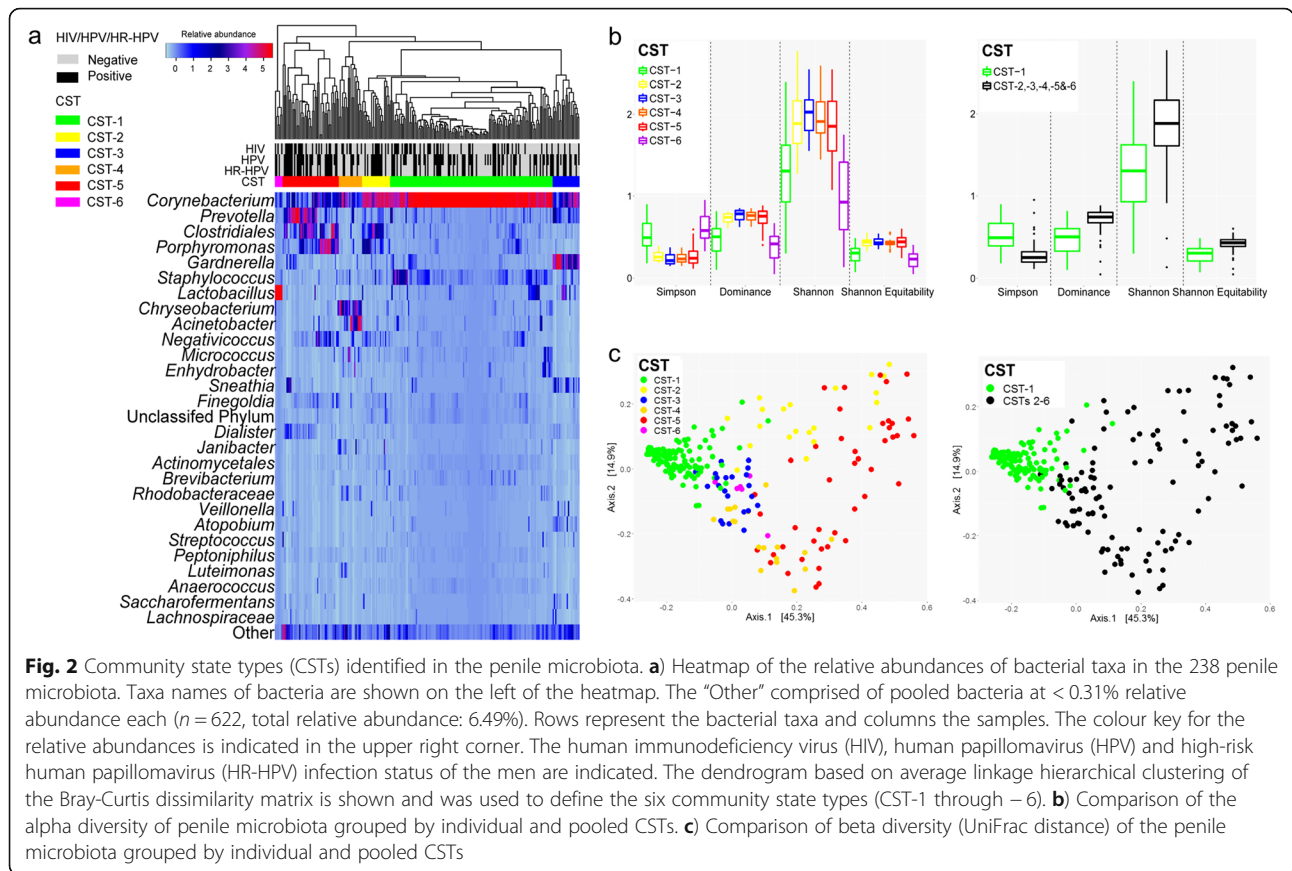 a
HIV/HPV/HR-HPV
Negative
Positive
Relative abundance
0 1 2 3 4 5
CST
CST-1
CST-2
CST-3
CST-4
CST-5
CST-6
HIV
HPV
HR-HPV
CST
Corynebacterium
Prevotella
Clostridiales
Porphyromonas
Gardnerella
Staphylococcus
Lactobacillus
Chryseobacterium
Acinetobacter
Negativicoccus
Micrococcus
Enhydrobacter
Sneathia
Finegoldia
Unclassifed Phylum
Dialister
Janibacter
Actinomycetales
Brevibacterium
Rhodobacteraceae
Veillonella
Atopobium
Streptococcus
Peptoniphilus
Luteimonas
Anaerococcus
Saccharofermentans
Lachnospiraceae
Other
b
CST
CST-1
CST-2
CST-3
CST-4
CST-5
CST-6
2
1
0
Simpson Dominance Shannon Shannon Equitability
CST
CST-1
CST-2,-3,-4,-5&-6
2
1
0
Simpson Dominance Shannon Shannon Equitability
c
CST
CST-1
CST-2
CST-3
CST-4
CST-5
CST-6
Axis.2 [14.9%]
0.2
0.0
-0.2
-0.4
-0.2 0.0 0.2 0.4 0.6
Axis.1 [45.3%]
CST
CST-1
CSTs 2-6
Axis.2 [14.9%]
0.2
0.0
-0.2
-0.4
-0.2 0.0 0.2 0.4 0.6
Axis.1 [45.3%]
Fig. 2 Community state types (CSTs) identified in the penile microbiota. a) Heatmap of the relative abundances of bacterial taxa in the 238 penile
microbiota. Taxa names of bacteria are shown on the left of the heatmap. The “Other” comprised of pooled bacteria at < 0.31% relative
abundance each (n = 622, total relative abundance: 6.49%). Rows represent the bacterial taxa and columns the samples. The colour key for the
relative abundances is indicated in the upper right corner. The human immunodeficiency virus (HIV), human papillomavirus (HPV) and high-risk
human papillomavirus (HR-HPV) infection status of the men are indicated. The dendrogram based on average linkage hierarchical clustering of
the Bray-Curtis dissimilarity matrix is shown and was used to define the six community state types (CST-1 through − 6). b) Comparison of the
alpha diversity of penile microbiota grouped by individual and pooled CSTs. c) Comparison of beta diversity (UniFrac distance) of the penile
microbiota grouped by individual and pooled CSTs